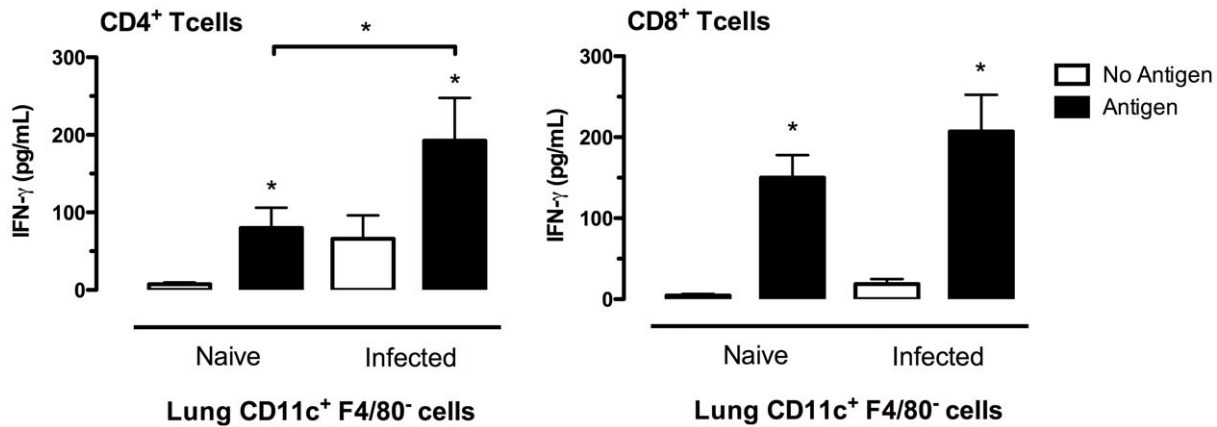 CD4⁺ Tcells
*
300
200
100
0
IFN-γ (pg/mL)
*
*
Naive
Infected
Lung CD11c⁺ F4/80⁻ cells
CD8⁺ Tcells
300
200
100
0
IFN-γ (pg/mL)
*
*
Naive
Infected
Lung CD11c⁺ F4/80⁻ cells
No Antigen
Antigen